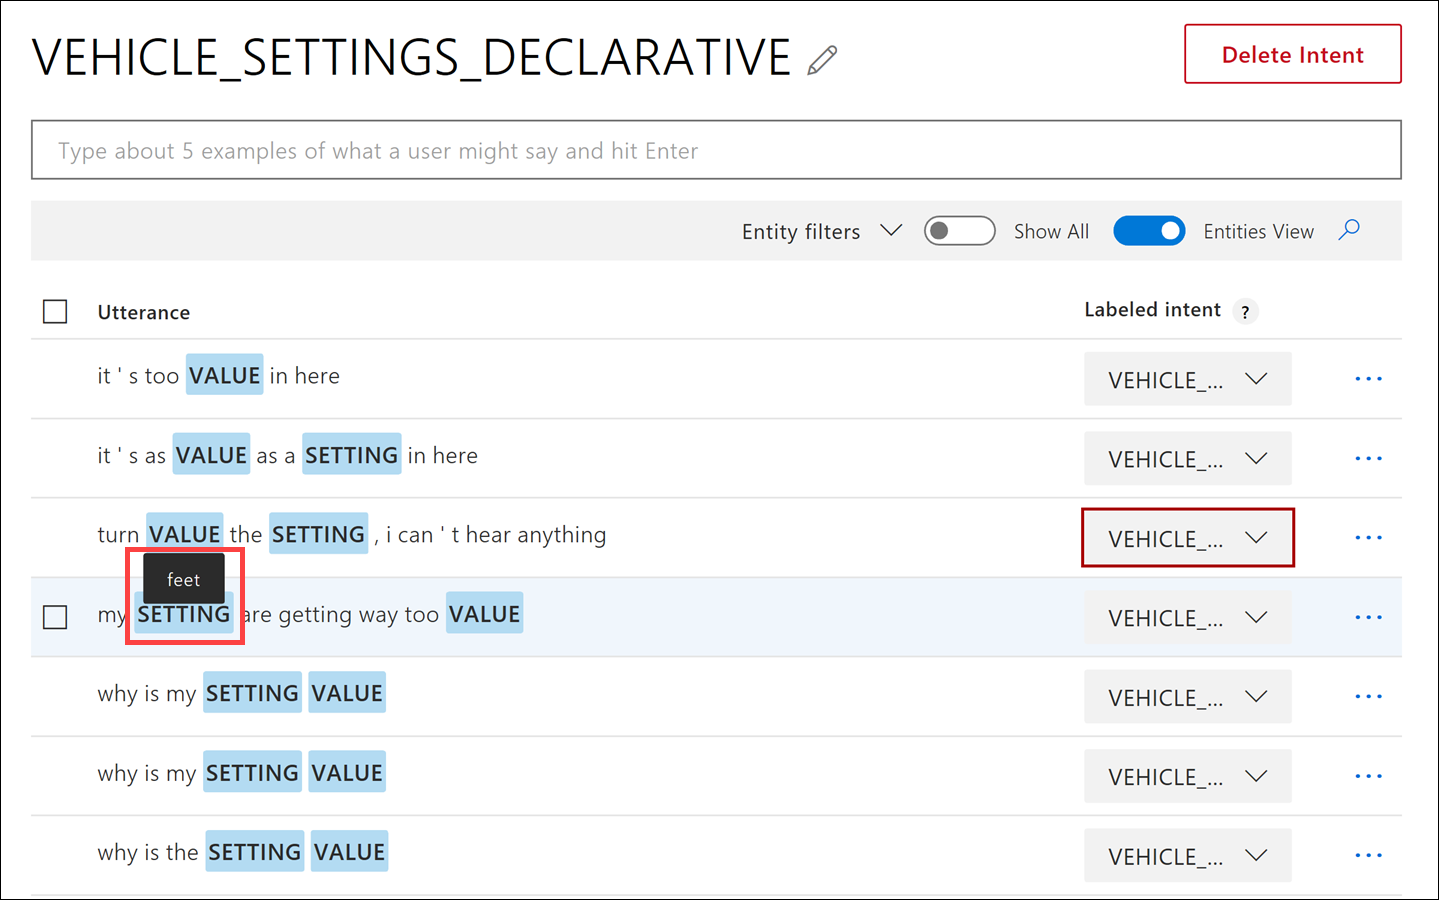 VEHICLE_SETTINGS_DECLARATIVE
Delete Intent
Type about 5 examples of what a user might say and hit Enter
Entity filters Show All Entities View
Utterance Labeled intent ?
it ' s too VALUE in here VEHICLE_... ...
it ' s as VALUE as a SETTING in here VEHICLE_... ...
turn VALUE the SETTING , i can ' t hear anything VEHICLE_... ...
feet
my SETTING are getting way too VALUE VEHICLE_... ...
why is my SETTING VALUE VEHICLE_... ...
why is my SETTING VALUE VEHICLE_... ...
why is the SETTING VALUE VEHICLE_... ...